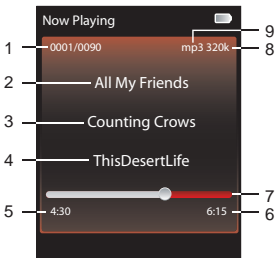 Now Playing
9
1 0001/0090 mp3 320k 8
2 All My Friends
3 Counting Crows
4 ThisDesertLife
7
5 4:30 6:15 6